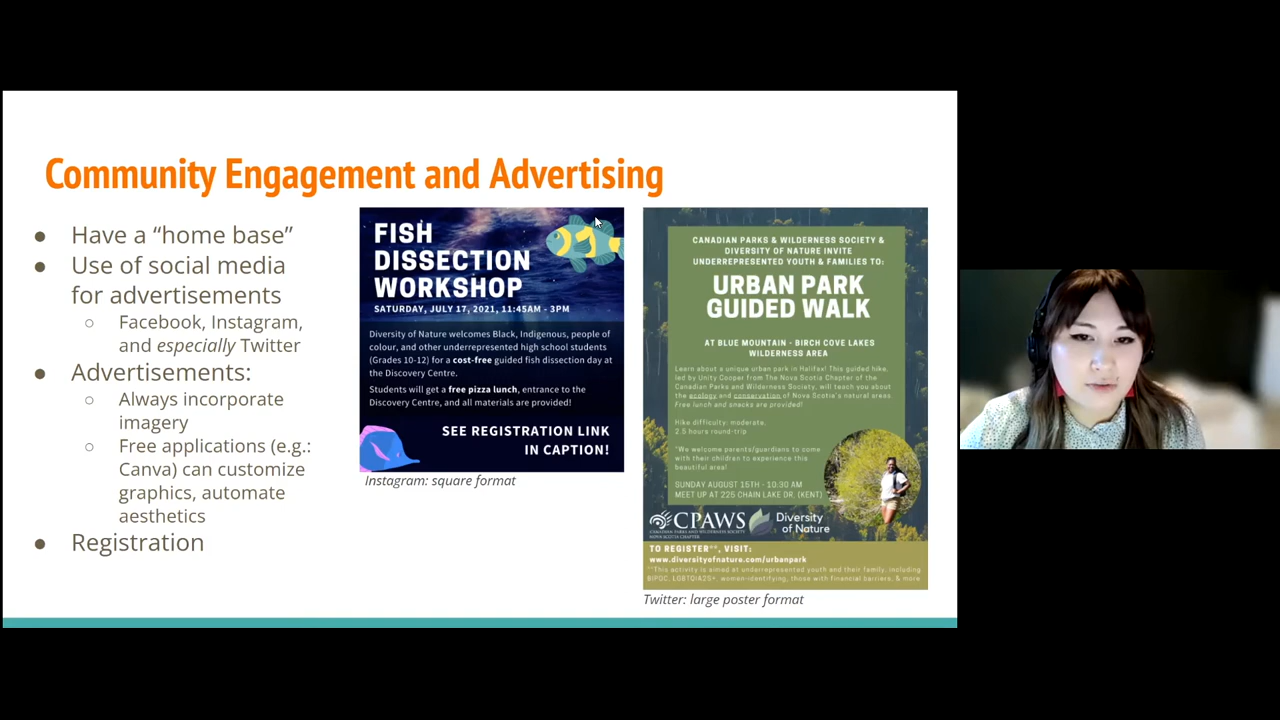 Community Engagement and Advertising
● Have a “home base”
● Use of social media
for advertisements
○ Facebook, Instagram,
and especially Twitter
● Advertisements:
○ Always incorporate
imagery
○ Free applications (e.g.:
Canva) can customize
graphics, automate
aesthetics
● Registration
FISH
DISSECTION
WORKSHOP
SATURDAY, JULY 17, 2021, 11:45AM - 3PM
Diversity of Nature welcomes Black, Indigenous, people of
colour, and other underrepresented high school students
(Grades 10-12) for a cost-free guided fish dissection day at
the Discovery Centre.
Students will get a free pizza lunch, entrance to the
Discovery Centre, and all materials are provided!
SEE REGISTRATION LINK
IN CAPTION!
Instagram: square format
CANADIAN PARKS & WILDERNESS SOCIETY &
DIVERSITY OF NATURE INVITE
UNDERREPRESENTED YOUTH & FAMILIES TO:
URBAN PARK
GUIDED WALK
AT BLUE MOUNTAIN - BIRCH COVE LAKES
WILDERNESS AREA
Learn about a unique urban park in Halifax! This guided hike,
led by Unity Cooper from The Nova Scotia Chapter of the
Canadian Parks and Wilderness Society, will teach you about
the ecology and conservation of Nova Scotia's natural areas
Free lunch and snacks are provided!
Hike difficulty: moderate,
2.5 hours round-trip
*We welcome parents/guardians to come
with their children to experience this
beautiful area!
SUNDAY AUGUST 15TH - 10:30 AM
MEET UP AT 225 CHAIN LAKE DR, (KENT)
CPAWS
CANADIAN PARKS AND WILDERNESS SOCIETY
NOVA SCOTIA CHAPTER
Diversity
of Nature
TO REGISTER**, VISIT:
www.diversityofnature.com/urbanpark
**This activity is aimed at underrepresented youth and their family, including
BIPOC, LGBTQIA2S+, women-identifying, those with financial barriers, & more
Twitter: large poster format